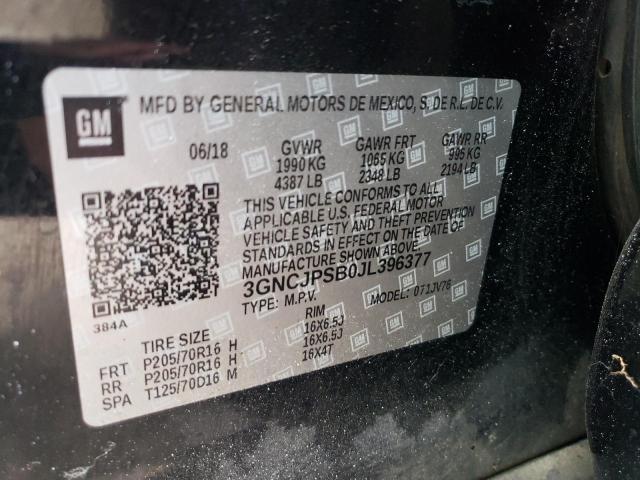 GM
MFD BY GENERAL MOTORS DE MEXICO, S. DE R.L. DE C.V.
06/18 GVWR GAWR FRT GAWR RR
1990 KG 1065 KG 995 KG
4387 LB 2348 LB 2194 LB
THIS VEHICLE CONFORMS TO ALL
APPLICABLE U.S. FEDERAL MOTOR
VEHICLE SAFETY AND THEFT PREVENTION
STANDARDS IN EFFECT ON THE DATE OF
MANUFACTURE SHOWN ABOVE.
3GNCJPSB0JL396377
TYPE: M.P.V. MODEL: 071JV76
384A
TIRE SIZE RIM
FRT P205/70R16 H 16X6.5J
RR P205/70R16 H 16X6.5J
SPA T125/70D16 M 16X4T